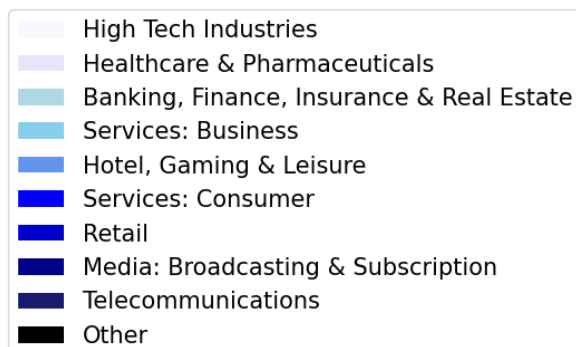 High Tech Industries
Healthcare & Pharmaceuticals
Banking, Finance, Insurance & Real Estate
Services: Business
Hotel, Gaming & Leisure
Services: Consumer
Retail
Media: Broadcasting & Subscription
Telecommunications
Other